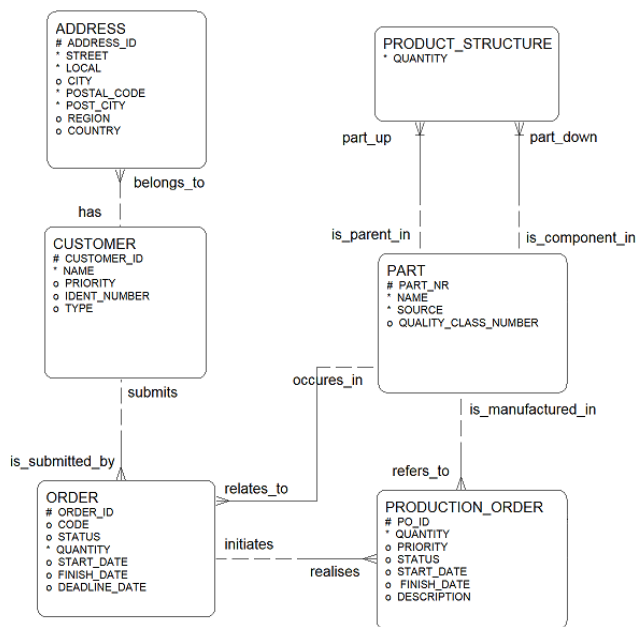 ADDRESS
# ADDRESS_ID
* STREET
* LOCAL
o CITY
* POSTAL_CODE
* POST_CITY
o REGION
o COUNTRY
PRODUCT_STRUCTURE
* QUANTITY
part_up
part_down
belongs_to
has
is_parent_in
is_component_in
CUSTOMER
# CUSTOMER_ID
* NAME
o PRIORITY
o IDENT_NUMBER
o TYPE
PART
# PART_NR
* NAME
* SOURCE
o QUALITY_CLASS_NUMBER
submits
occures_in
is_manufactured_in
is_submitted_by
relates_to
refers_to
ORDER
# ORDER_ID
o CODE
o STATUS
* QUANTITY
o START_DATE
o FINISH_DATE
o DEADLINE_DATE
initiates
realises
PRODUCTION_ORDER
# PO_ID
* QUANTITY
o PRIORITY
o STATUS
o START_DATE
o FINISH_DATE
o DESCRIPTION